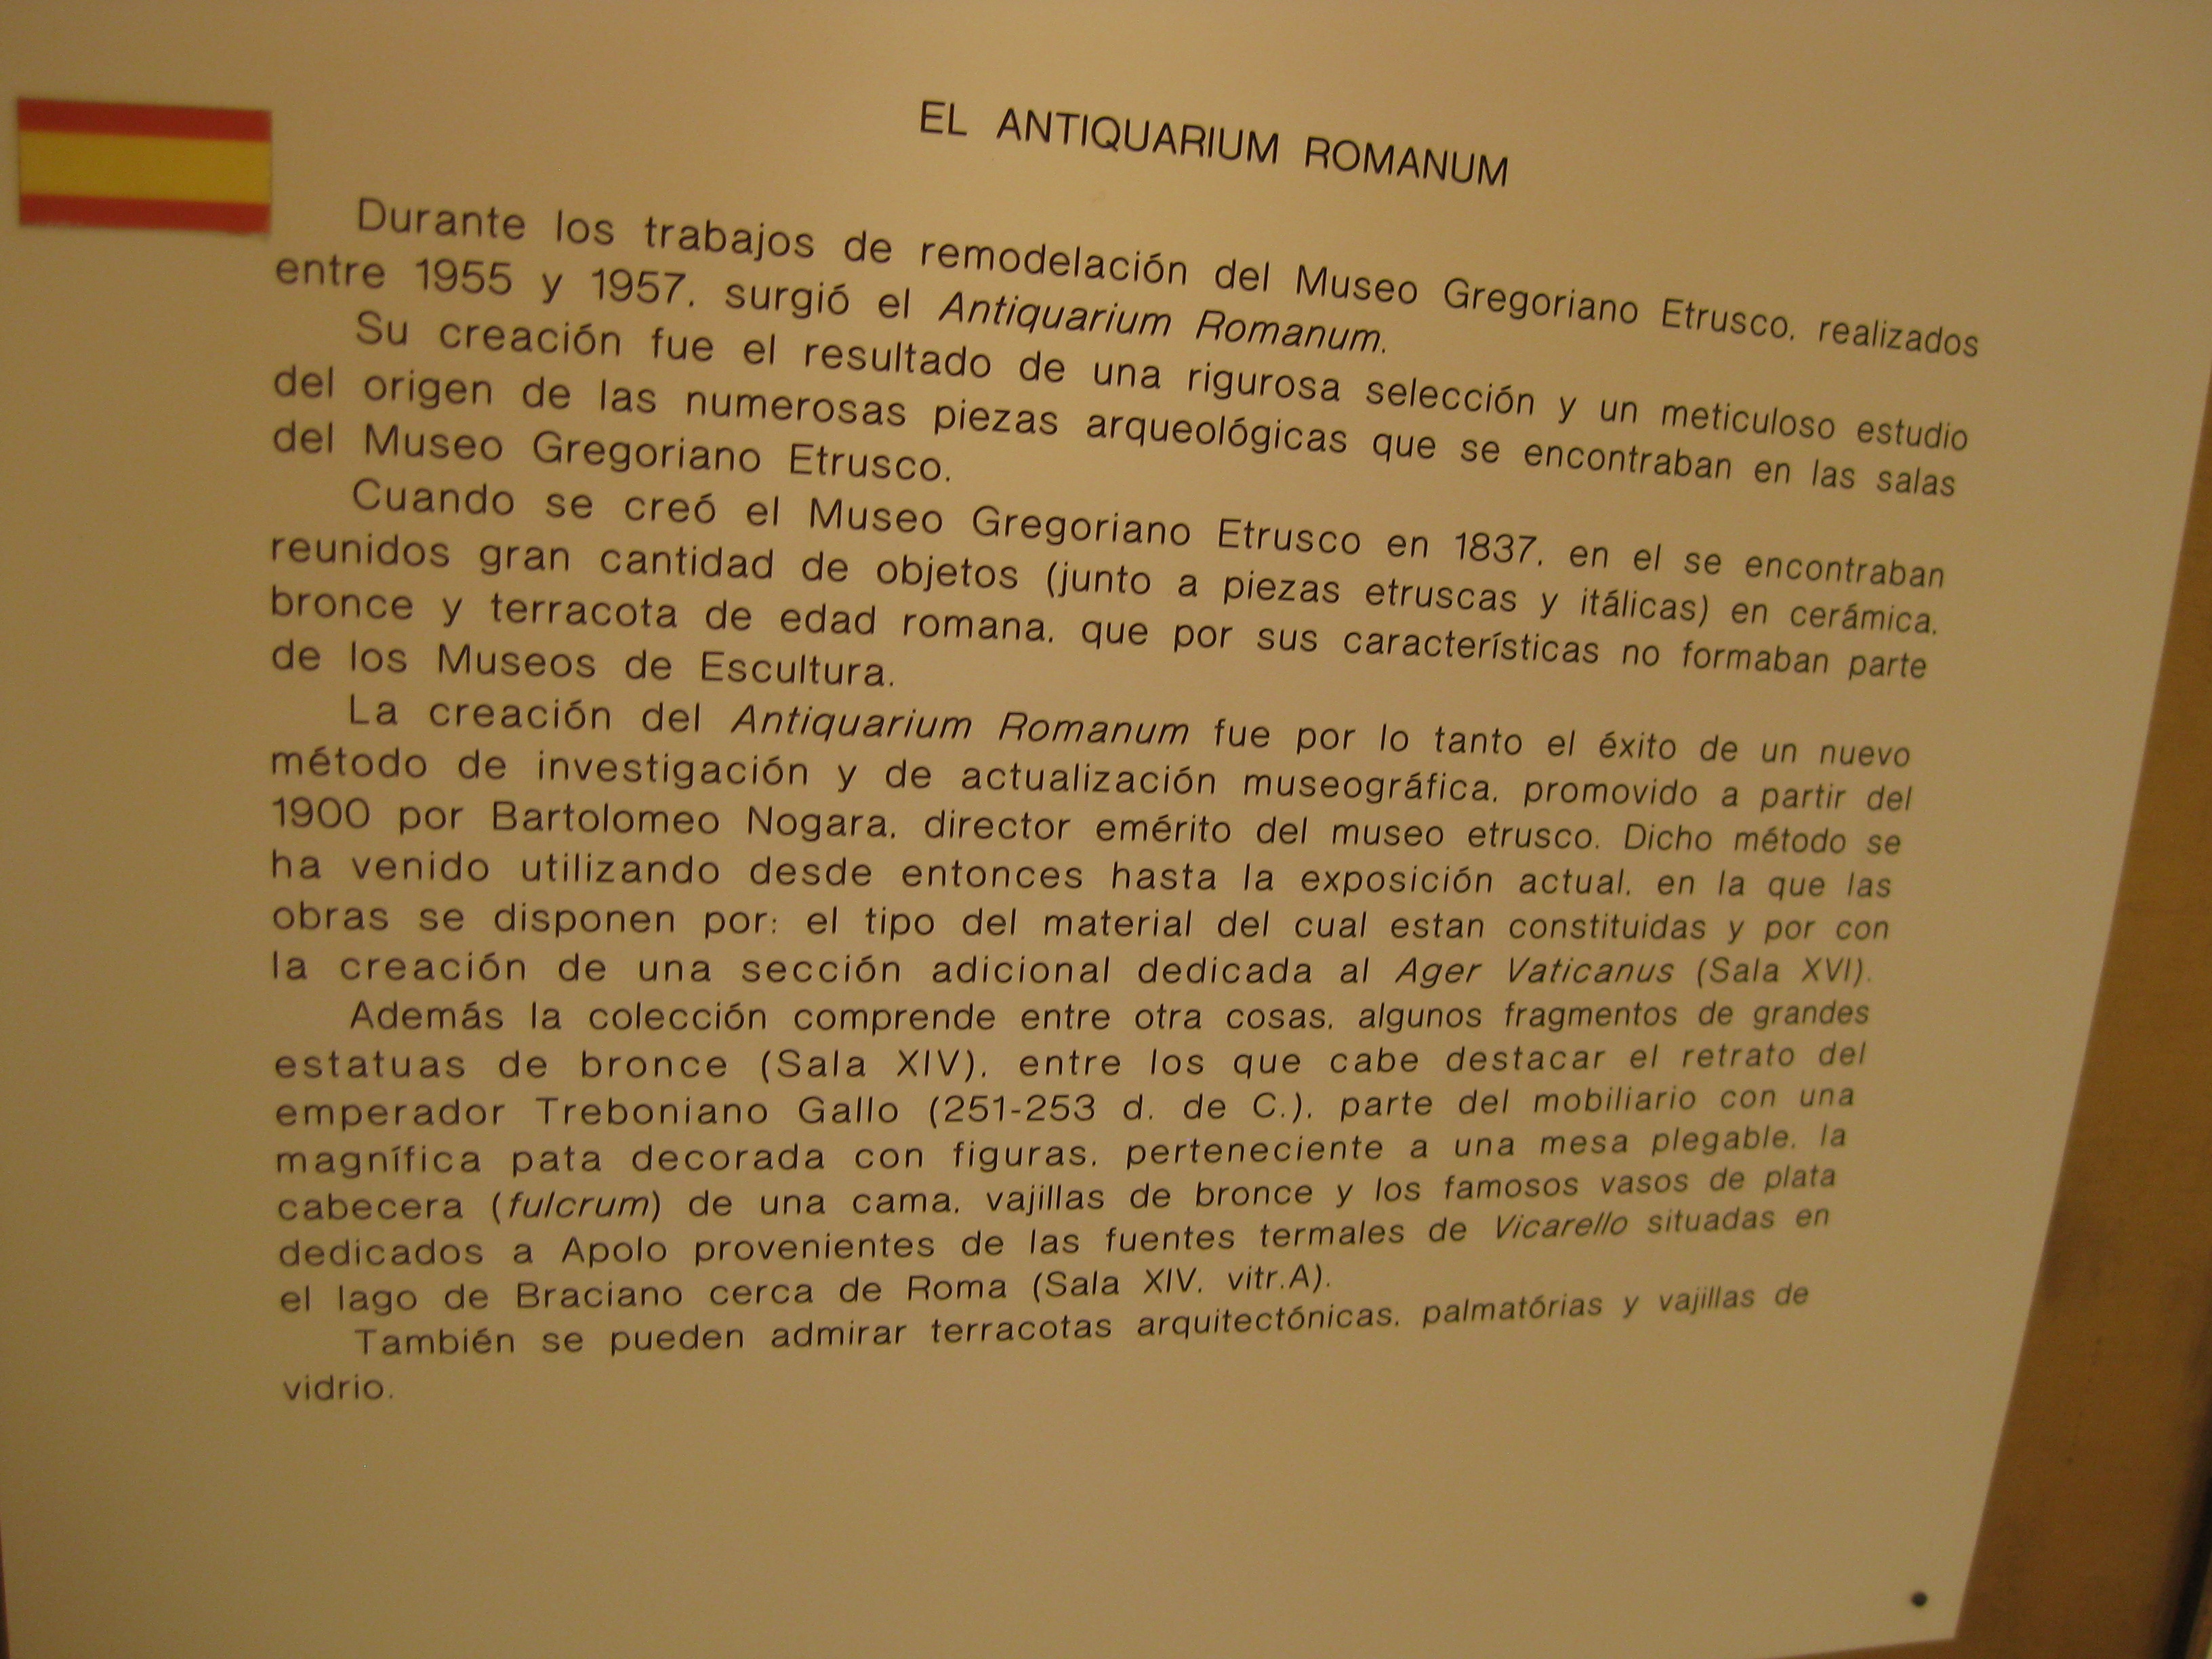 EL ANTIQUARIUM ROMANUM
Durante los trabajos de remodelación del Museo Gregoriano Etrusco, realizados
entre 1955 y 1957, surgió el Antiquarium Romanum.
Su creación fue el resultado de una rigurosa selección y un meticuloso estudio
del origen de las numerosas piezas arqueológicas que se encontraban en las salas
del Museo Gregoriano Etrusco.
Cuando se creó el Museo Gregoriano Etrusco en 1837, en el se encontraban
reunidos gran cantidad de objetos (junto a piezas etruscas y itálicas) en cerámica,
bronce y terracota de edad romana, que por sus características no formaban parte
de los Museos de Escultura.
La creación del Antiquarium Romanum fue por lo tanto el éxito de un nuevo
método de investigación y de actualización museográfica, promovido a partir del
1900 por Bartolomeo Nogara, director emérito del museo etrusco. Dicho método se
ha venido utilizando desde entonces hasta la exposición actual, en la que las
obras se disponen por: el tipo del material del cual estan constituidas y por con
la creación de una sección adicional dedicada al Ager Vaticanus (Sala XVI).
Además la colección comprende entre otra cosas, algunos fragmentos de grandes
estatuas de bronce (Sala XIV), entre los que cabe destacar el retrato del
emperador Treboniano Gallo (251-253 d. de C.), parte del mobiliario con una
magnífica pata decorada con figuras, perteneciente a una mesa plegable, la
cabecera (fulcrum) de una cama, vajillas de bronce y los famosos vasos de plata
dedicados a Apolo provenientes de las fuentes termales de Vicarello situadas en
el lago de Braciano cerca de Roma (Sala XIV, vitr.A).
También se pueden admirar terracotas arquitectónicas, palmatórias y vajillas de
vidrio.